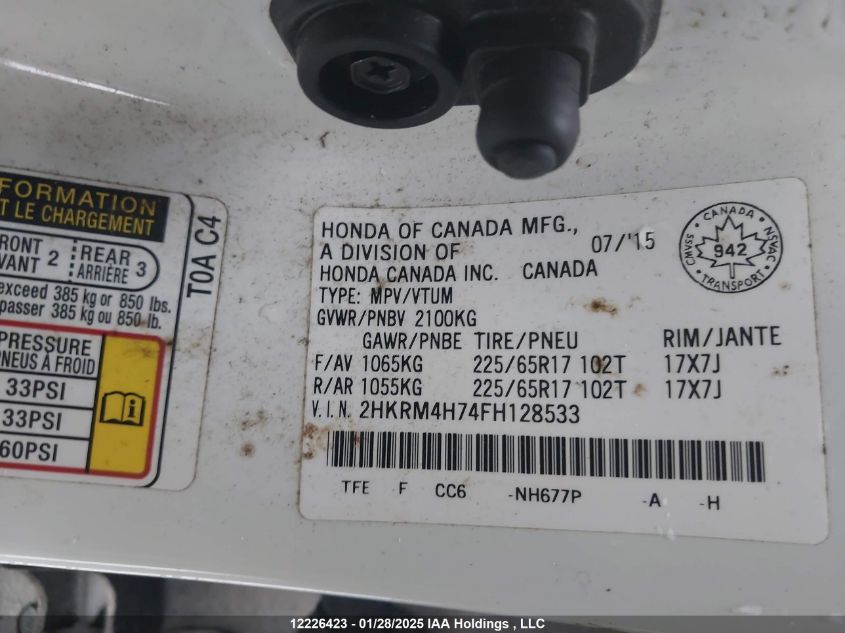 FORMATION
T LE CHARGEMENT
FRONT
VANT 2
REAR
ARRIÈRE 3
exceed 385 kg or 850 lbs.
passer 385 kg ou 850 lb.
PRESSURE
PNEUS À FROID
33PSI
33PSI
60PSI
T0A C4
HONDA OF CANADA MFG.,
A DIVISION OF 07/'15
HONDA CANADA INC. CANADA
TYPE: MPV/VTUM
GVWR/PNBV 2100KG
GAWR/PNBE TIRE/PNEU RIM/JANTE
F/AV 1065KG 225/65R17 102T 17X7J
R/AR 1055KG 225/65R17 102T 17X7J
V.I.N. 2HKRM4H74FH128533
TFE -F CC6 -NH677P -A -H
CANADA
CMVSS 942 NSVAC
TRANSPORT
12226423 - 01/28/2025 IAA Holdings , LLC